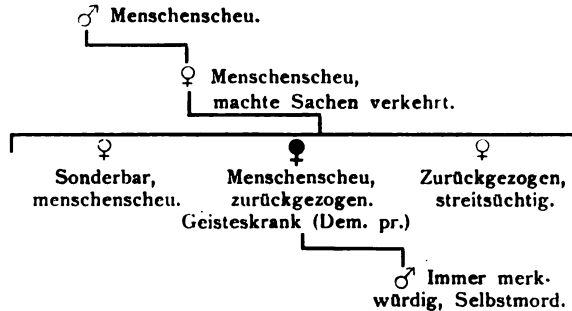 ♂ Menschenscheu.
♀ Menschenscheu,
machte Sachen verkehrt.
♀ ♀ ♀
Sonderbar, Menschenscheu, Zurückgezogen,
menschenscheu. zurückgezogen. streitsüchtig.
Geisteskrank (Dem. pr.)
♂ Immer merk-
würdig, Selbstmord.